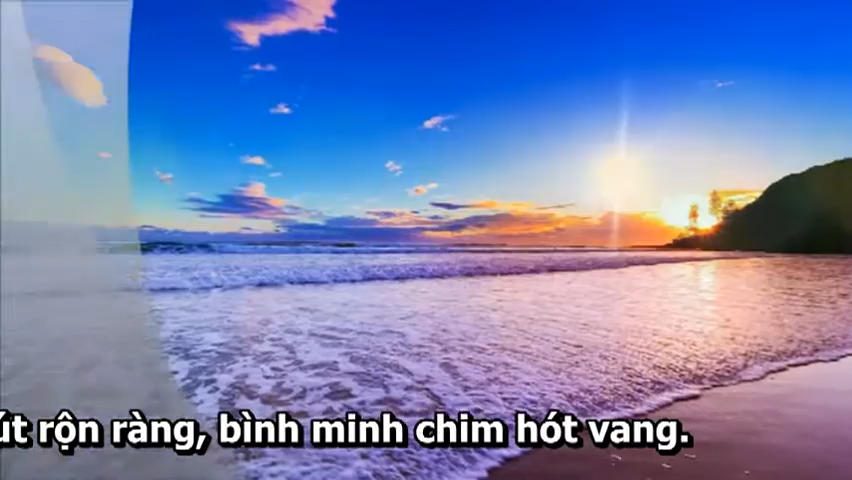 rộn ràng, bình minh chim hót vang.